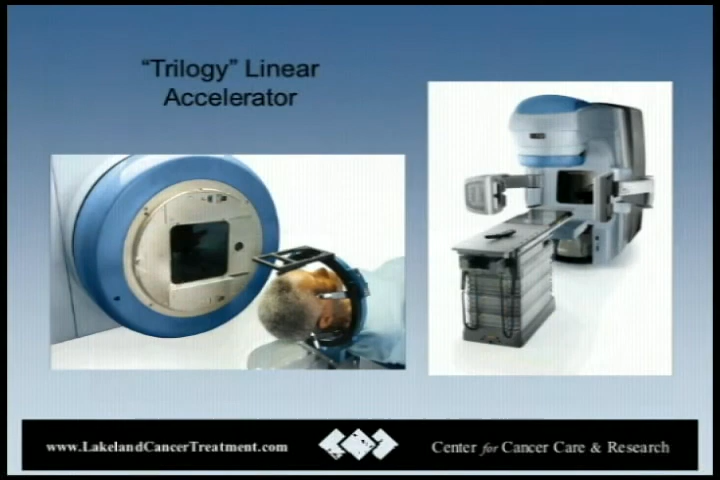 “Trilogy” Linear
Accelerator
www.LakelandCancerTreatment.com
Center for Cancer Care & Research